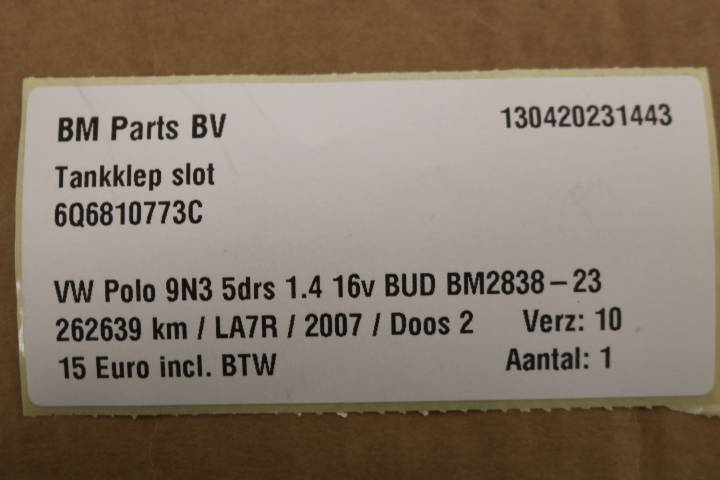 BM Parts BV 130420231443
Tankklep slot
6Q6810773C
VW Polo 9N3 5drs 1.4 16v BUD BM2838-23
262639 km / LA7R / 2007 / Doos 2 Verz: 10
15 Euro incl. BTW Aantal: 1